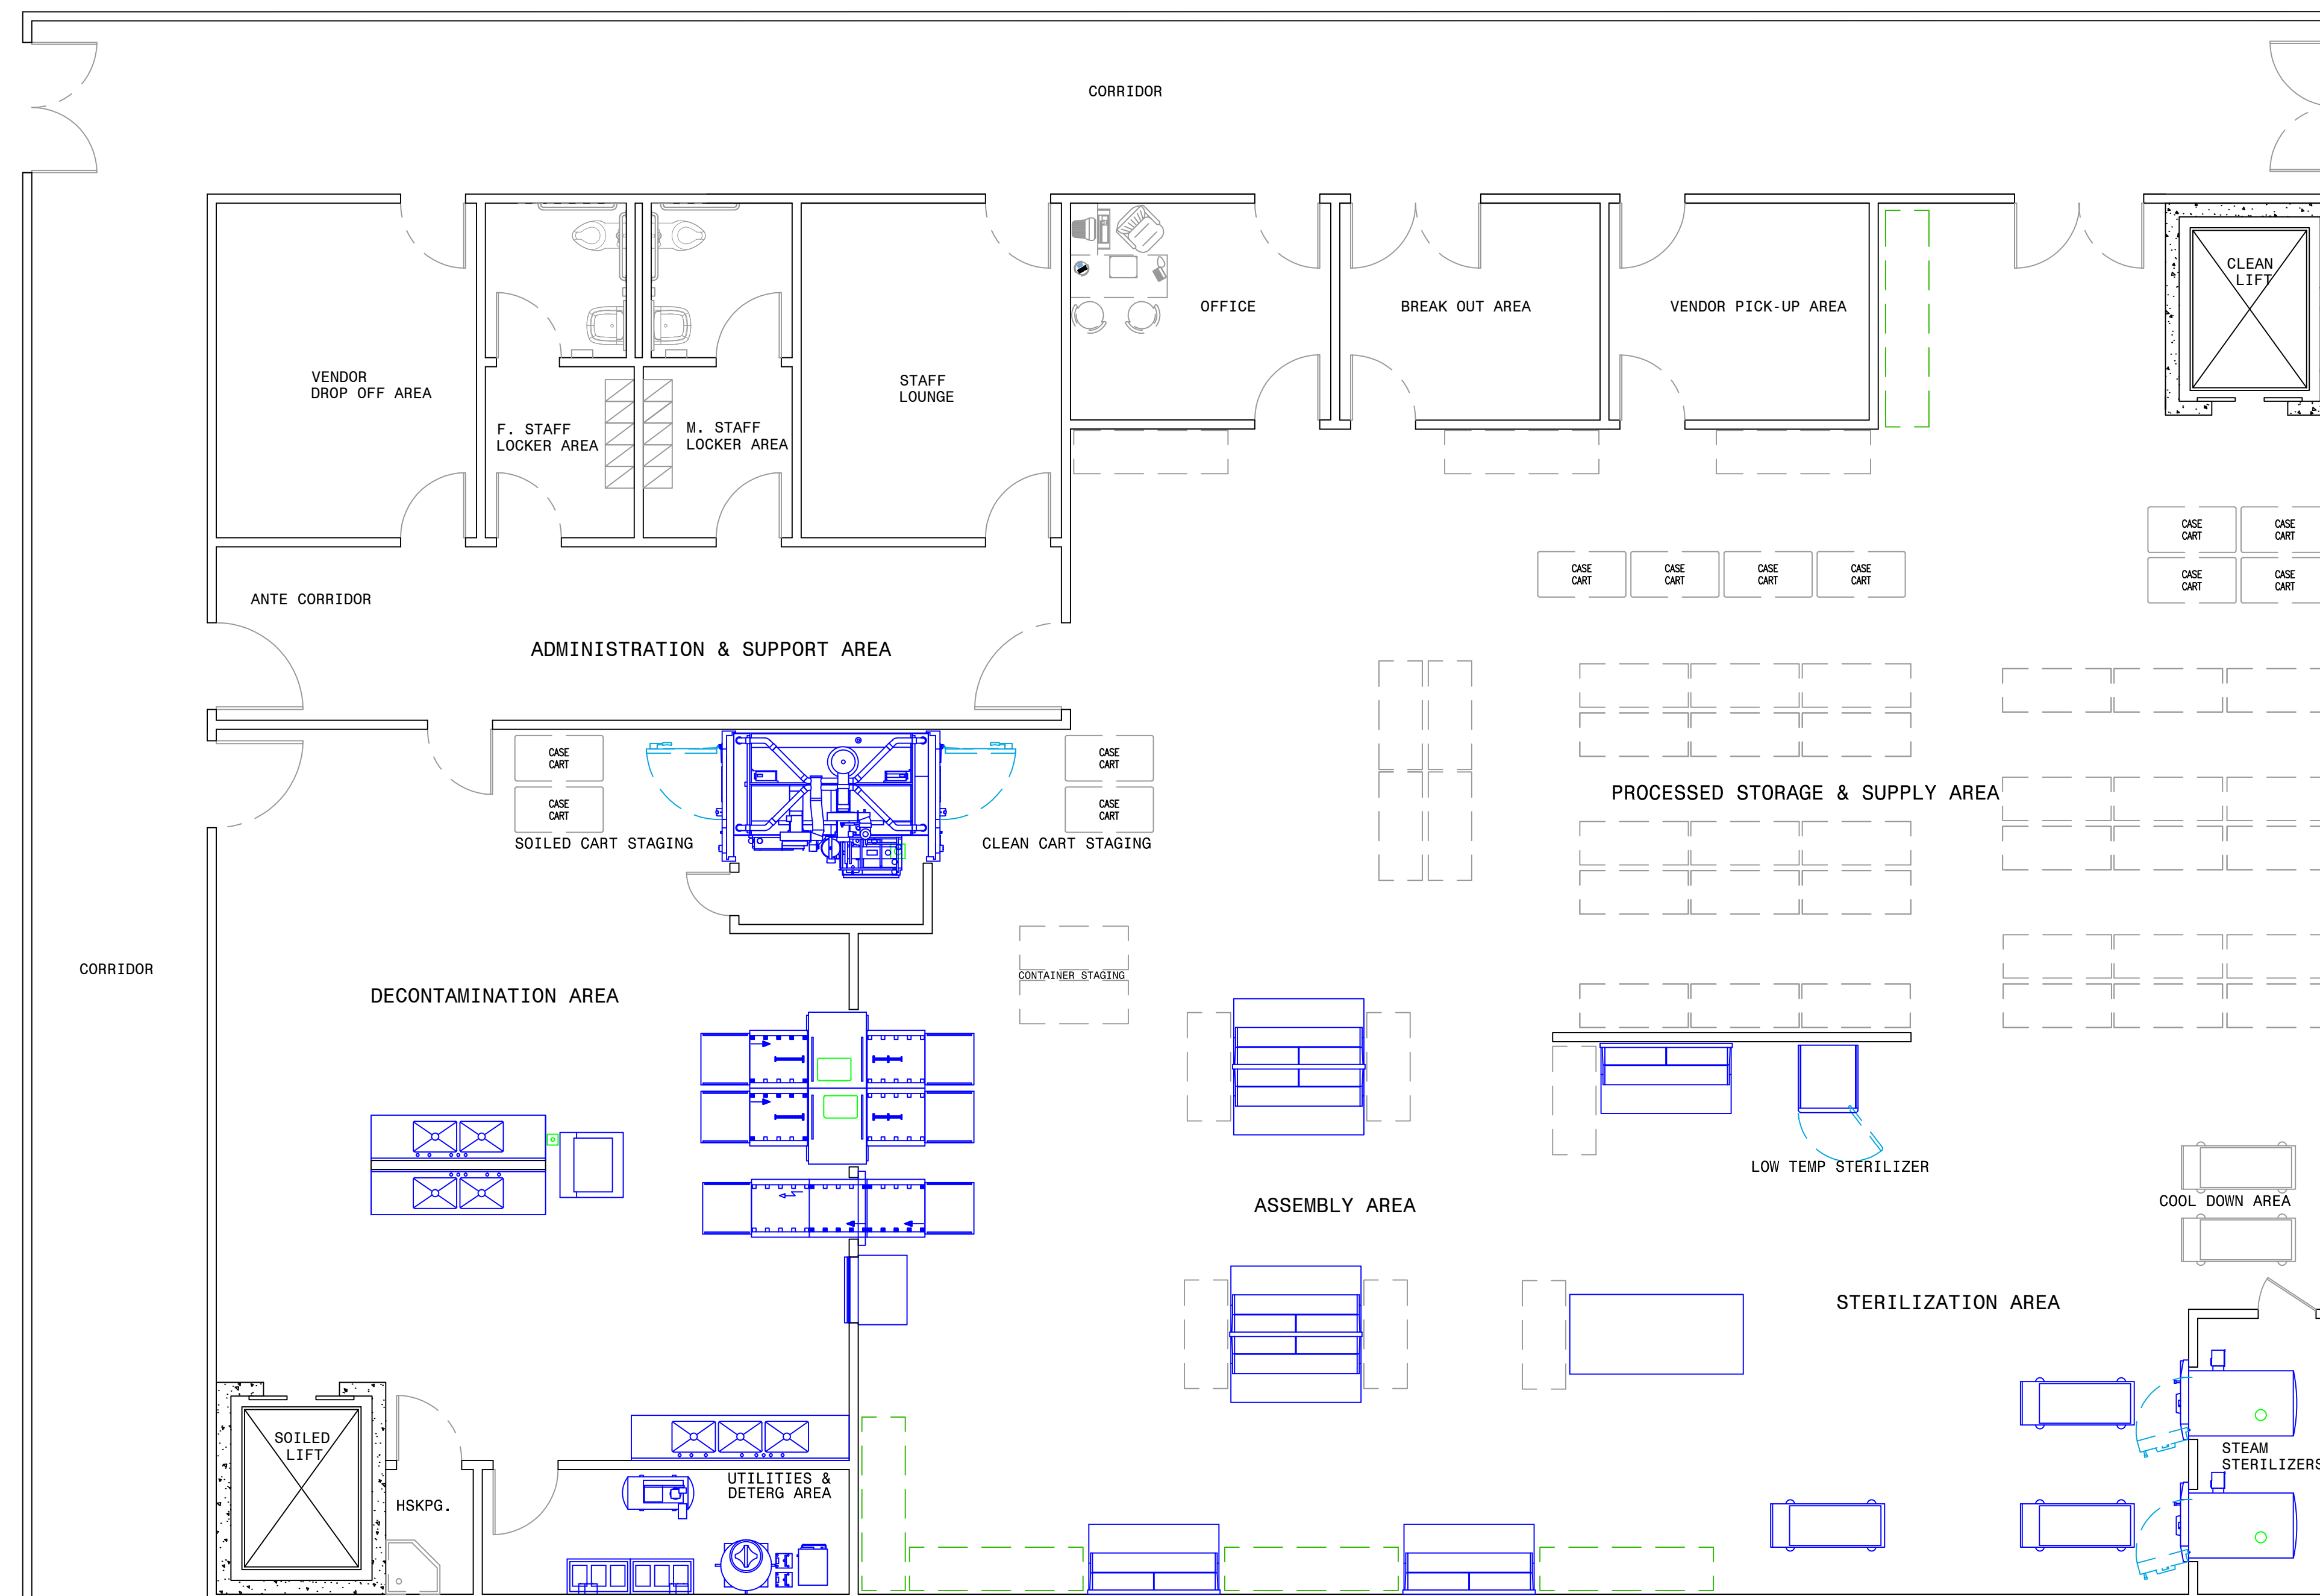 CORRIDOR
CLEAN
LIFT
OFFICE
BREAK OUT AREA
VENDOR PICK-UP AREA
VENDOR
DROP OFF AREA
STAFF
LOUNGE
F. STAFF
LOCKER AREA
M. STAFF
LOCKER AREA
CASE
CART
CASE
CART
CASE
CART
CASE
CART
CASE
CART
CASE
CART
CASE
CART
CASE
CART
ANTE CORRIDOR
ADMINISTRATION & SUPPORT AREA
CASE
CART
CASE
CART
SOILED CART STAGING
CASE
CART
CASE
CART
CLEAN CART STAGING
PROCESSED STORAGE & SUPPLY AREA
CORRIDOR
DECONTAMINATION AREA
CONTAINER STAGING
LOW TEMP STERILIZER
ASSEMBLY AREA
COOL DOWN AREA
STERILIZATION AREA
SOILED
LIFT
STEAM
STERILIZERS
UTILITIES &
DETERG AREA
HSKPG.